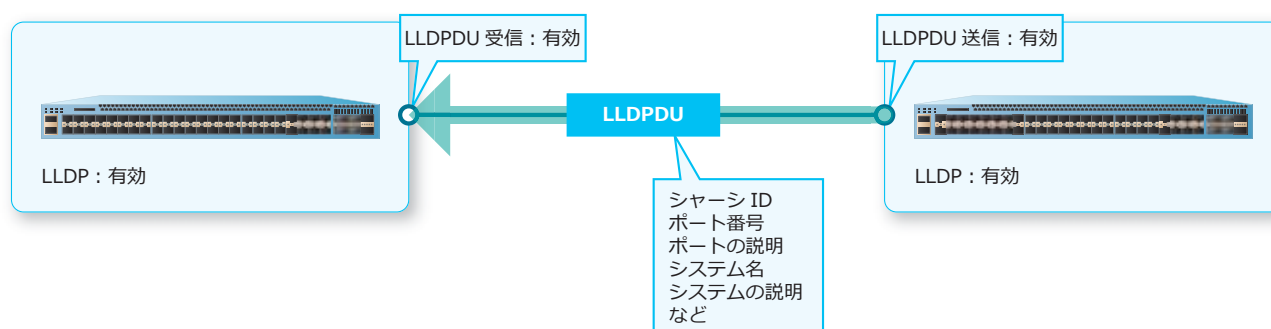 LLDPDU 受信：有効
LLDPDU 送信：有効
LLDPDU
LLDP：有効
LLDP：有効
シャーシ ID
ポート番号
ポートの説明
システム名
システムの説明
など